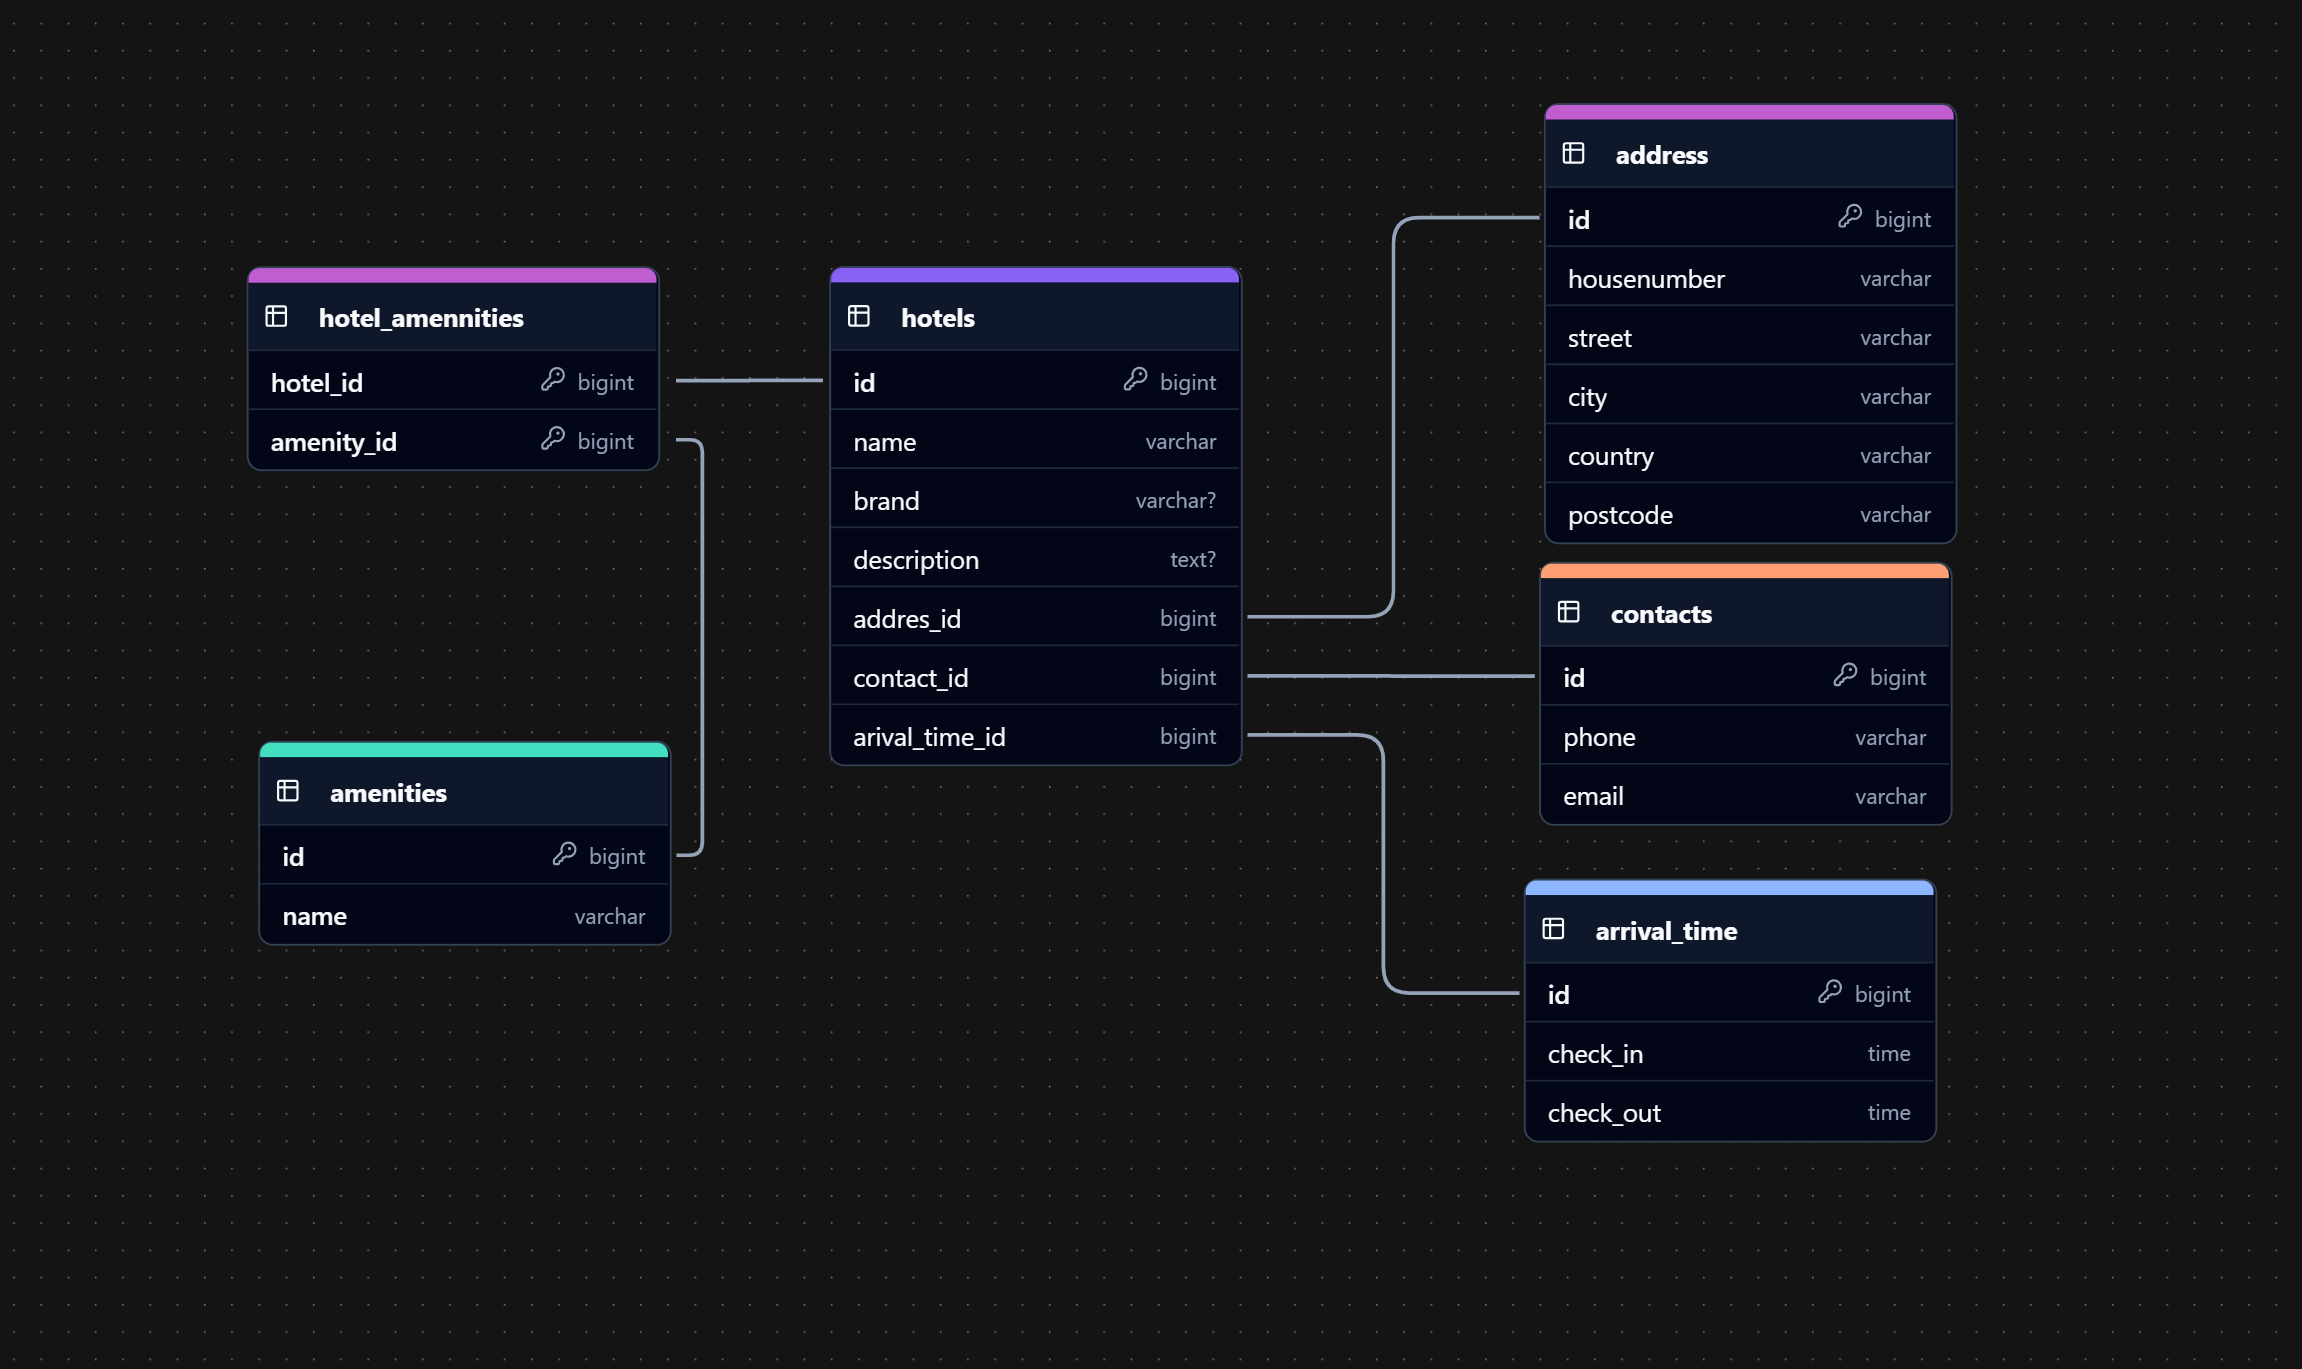 hotel_amennities
hotel_id bigint
amenity_id bigint
amenities
id bigint
name varchar
hotels
id bigint
name varchar
brand varchar?
description text?
addres_id bigint
contact_id bigint
arival_time_id bigint
address
id bigint
housenumber varchar
street varchar
city varchar
country varchar
postcode varchar
contacts
id bigint
phone varchar
email varchar
arrival_time
id bigint
check_in time
check_out time